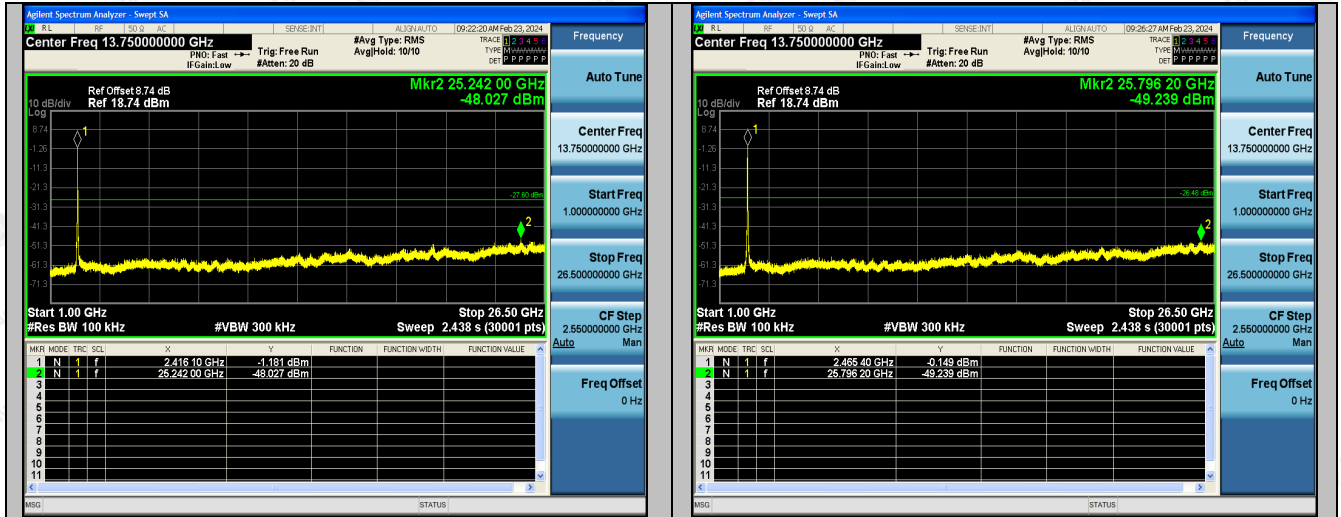 Agilent Spectrum Analyzer - Swept SA
RL RF 50 Ω AC SENSE:INT ALIGNAUTO 09:22:20 AM Feb 23, 2024
Center Freq 13.750000000 GHz #Avg Type: RMS TRACE 1 2 3 4 5 6
PNO: Fast Trig: Free Run Avg|Hold: 10/10 TYPE M
IFGain:Low #Atten: 20 dB DET P P P P P P
Mkr2 25.242 00 GHz
Ref Offset 8.74 dB
10 dB/div Ref 18.74 dBm -48.027 dBm
Log
8.74
1
-1.26
-11.3
-21.3
-27.60 dBm
-31.3
-41.3
2
-51.3
-61.3
-71.3
Start 1.00 GHz Stop 26.50 GHz
#Res BW 100 kHz #VBW 300 kHz Sweep 2.438 s (30001 pts)
MKR MODE TRC SCL X Y FUNCTION FUNCTION WIDTH FUNCTION VALUE
1 N 1 f 2.416 10 GHz -1.181 dBm
2 N 1 f 25.242 00 GHz -48.027 dBm
3
4
5
6
7
8
9
10
11
MSG STATUS
Frequency
Auto Tune
Center Freq
13.750000000 GHz
Start Freq
1.000000000 GHz
Stop Freq
26.500000000 GHz
CF Step
2.550000000 GHz
Auto Man
Freq Offset
0 Hz
Agilent Spectrum Analyzer - Swept SA
RL RF 50 Ω AC SENSE:INT ALIGNAUTO 09:26:27 AM Feb 23, 2024
Center Freq 13.750000000 GHz #Avg Type: RMS TRACE 1 2 3 4 5 6
PNO: Fast Trig: Free Run Avg|Hold: 10/10 TYPE M
IFGain:Low #Atten: 20 dB DET P P P P P P
Mkr2 25.796 20 GHz
Ref Offset 8.74 dB
10 dB/div Ref 18.74 dBm -49.239 dBm
Log
8.74
1
-1.26
-11.3
-21.3
-26.48 dBm
-31.3
-41.3
2
-51.3
-61.3
-71.3
Start 1.00 GHz Stop 26.50 GHz
#Res BW 100 kHz #VBW 300 kHz Sweep 2.438 s (30001 pts)
MKR MODE TRC SCL X Y FUNCTION FUNCTION WIDTH FUNCTION VALUE
1 N 1 f 2.465 40 GHz -0.149 dBm
2 N 1 f 25.796 20 GHz -49.239 dBm
3
4
5
6
7
8
9
10
11
MSG STATUS
Frequency
Auto Tune
Center Freq
13.750000000 GHz
Start Freq
1.000000000 GHz
Stop Freq
26.500000000 GHz
CF Step
2.550000000 GHz
Auto Man
Freq Offset
0 Hz